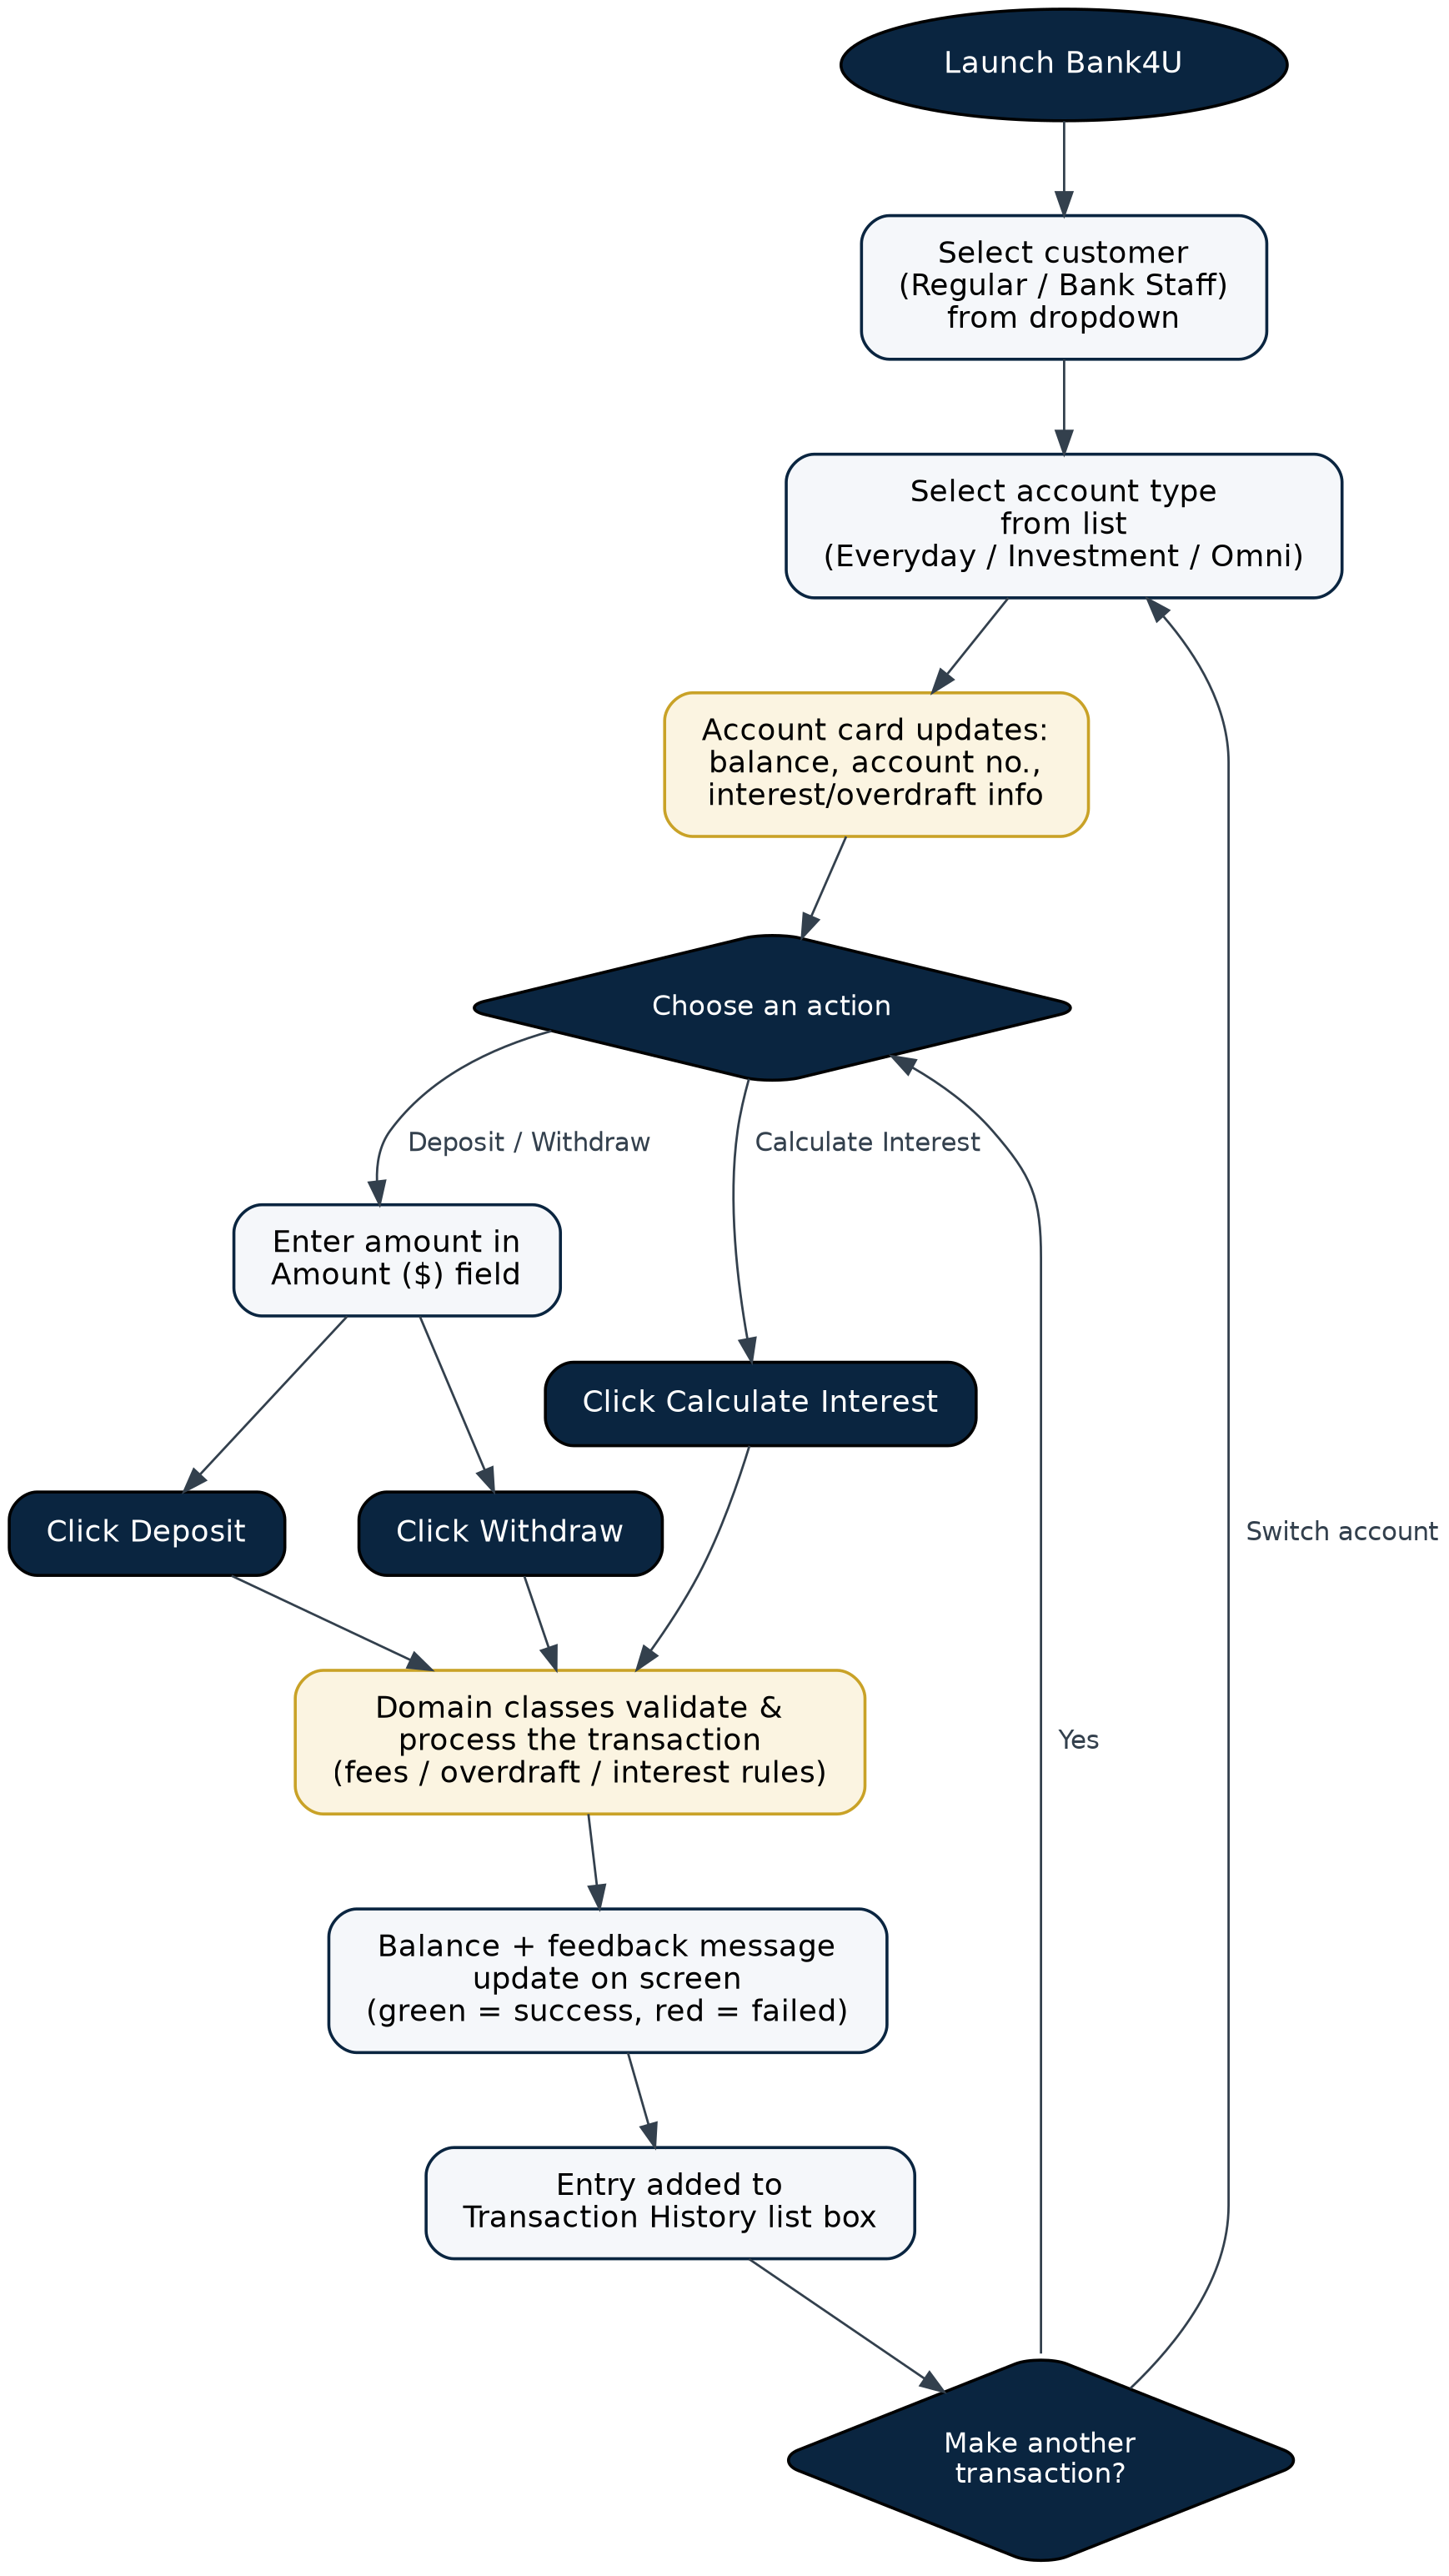 Launch Bank4U
Select customer
(Regular / Bank Staff)
from dropdown
Select account type
from list
(Everyday / Investment / Omni)
Account card updates:
balance, account no.,
interest/overdraft info
Choose an action
Deposit / Withdraw
Calculate Interest
Enter amount in
Amount ($) field
Click Calculate Interest
Click Deposit
Click Withdraw
Switch account
Domain classes validate &
process the transaction
(fees / overdraft / interest rules)
Yes
Balance + feedback message
update on screen
(green = success, red = failed)
Entry added to
Transaction History list box
Make another
transaction?